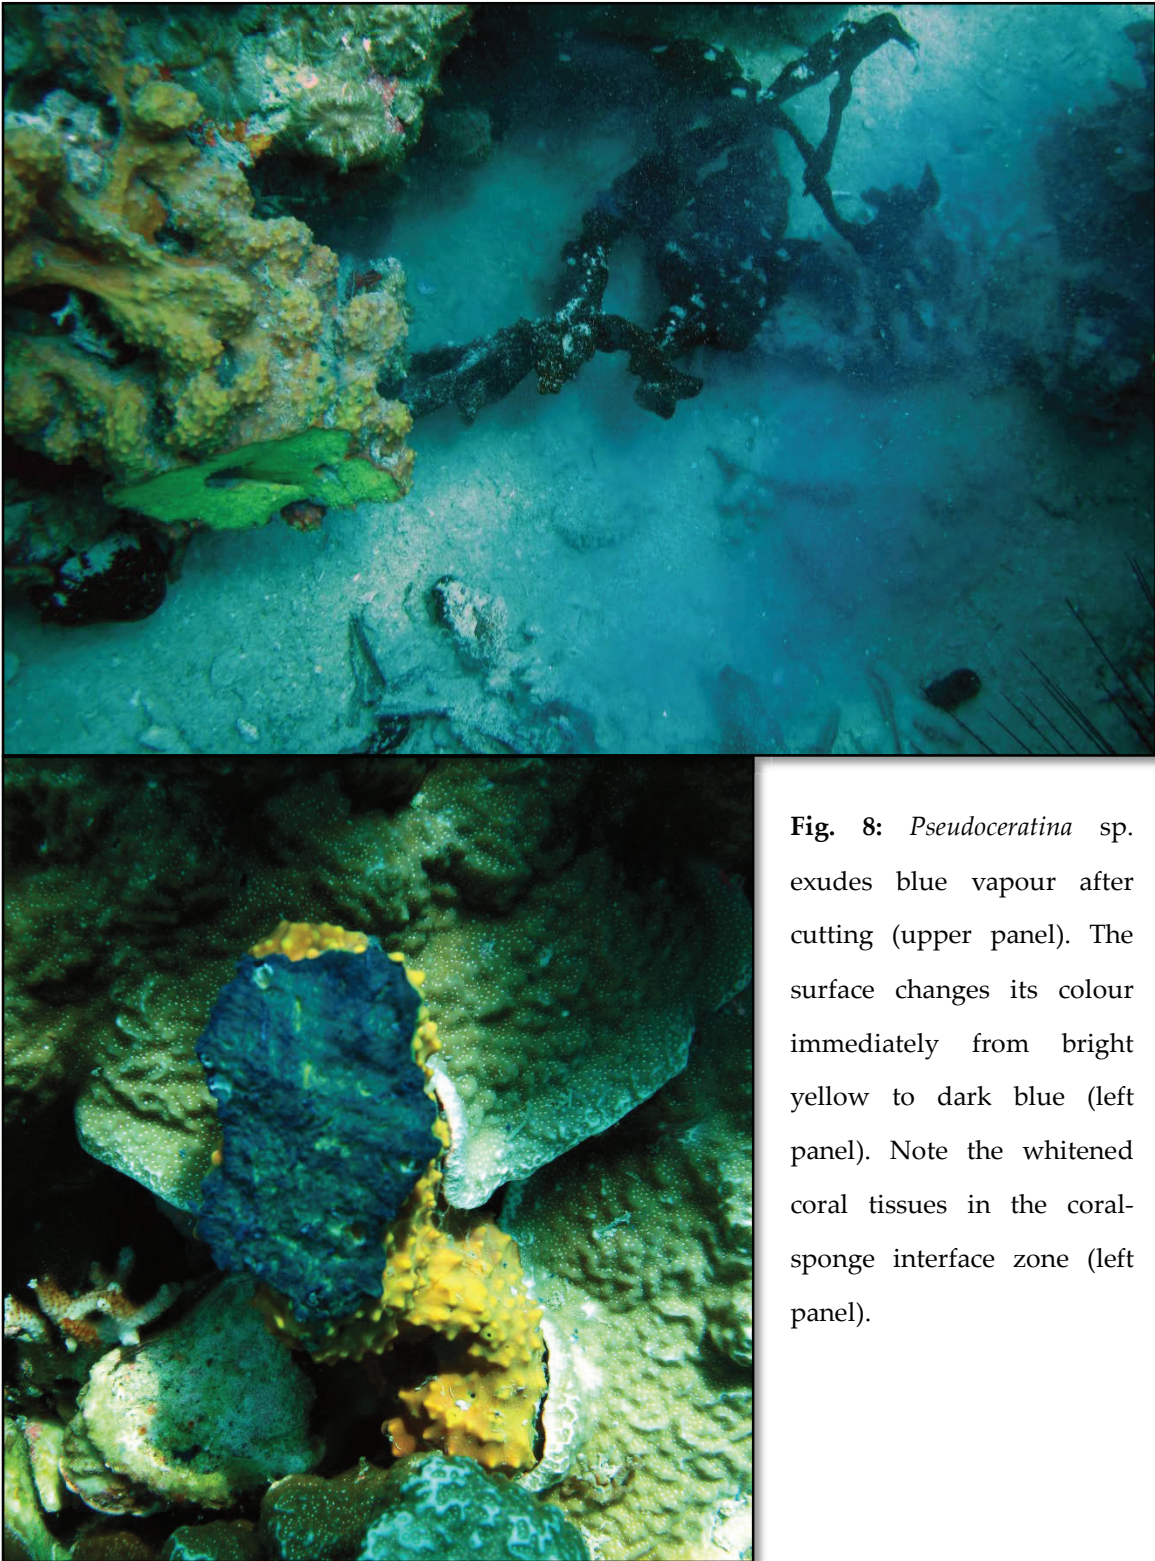 Fig. 8: Pseudoceratina sp.
exudes blue vapour after
cutting (upper panel). The
surface changes its colour
immediately from bright
yellow to dark blue (left
panel). Note the whitened
coral tissues in the coral-
sponge interface zone (left
panel).